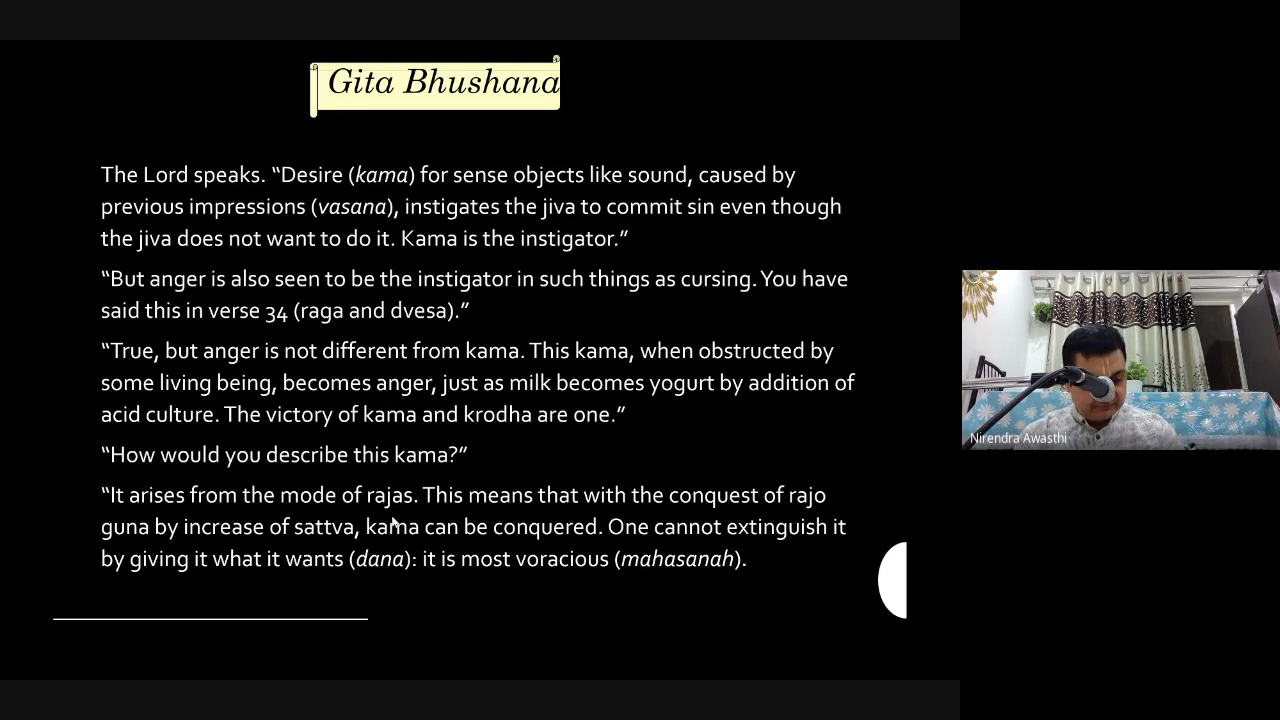 Gita Bhushana
The Lord speaks. “Desire (kama) for sense objects like sound, caused by
previous impressions (vasana), instigates the jiva to commit sin even though
the jiva does not want to do it. Kama is the instigator.”
“But anger is also seen to be the instigator in such things as cursing. You have
said this in verse 34 (raga and dvesa).”
“True, but anger is not different from kama. This kama, when obstructed by
some living being, becomes anger, just as milk becomes yogurt by addition of
acid culture. The victory of kama and krodha are one.”
“How would you describe this kama?”
“It arises from the mode of rajas. This means that with the conquest of rajo
guna by increase of sattva, kama can be conquered. One cannot extinguish it
by giving it what it wants (dana): it is most voracious (mahasanah).
Nirendra Awasthi